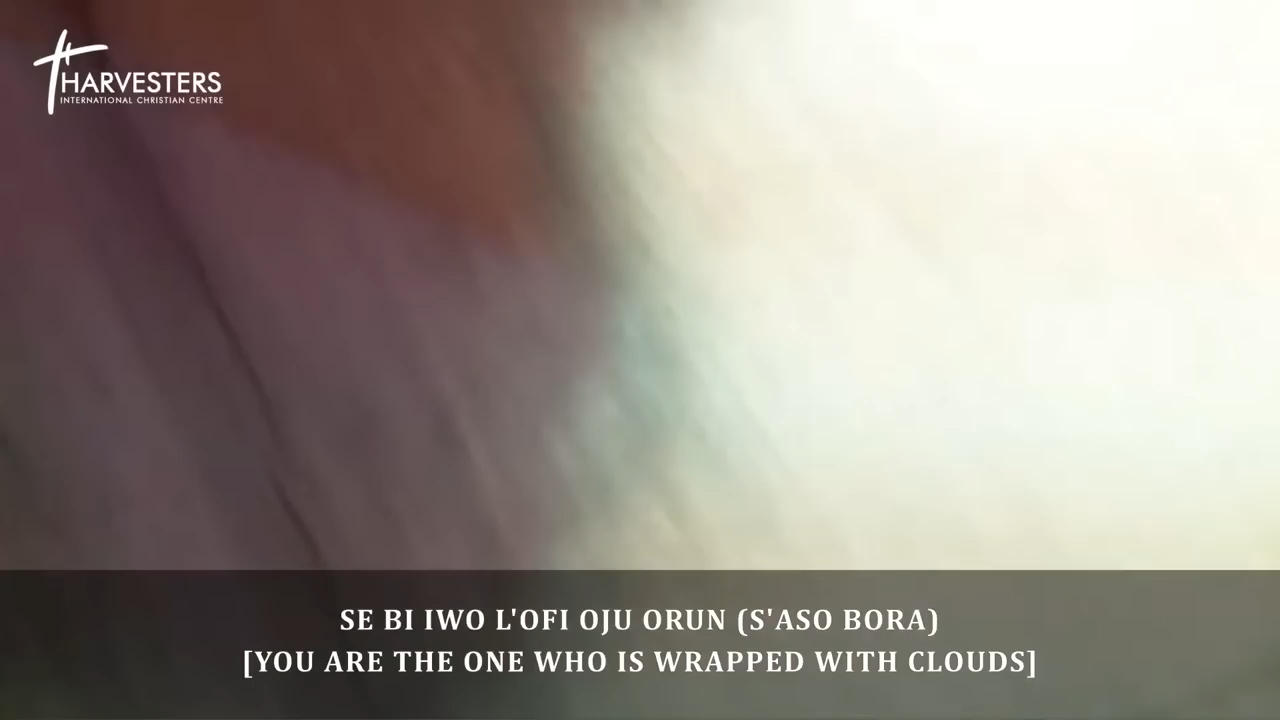 HARVESTERS
INTERNATIONAL CHRISTIAN CENTRE
SE BI IWO L'OFI OJU ORUN (S'ASO BORA)
[YOU ARE THE ONE WHO IS WRAPPED WITH CLOUDS]